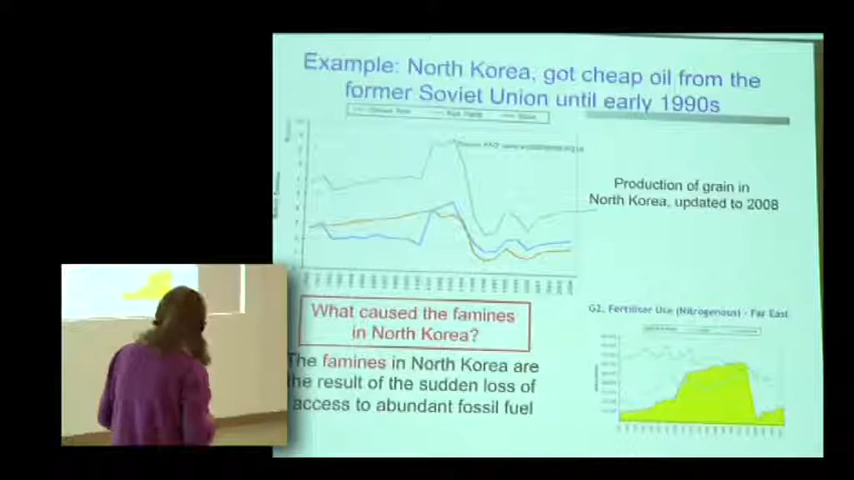 Example: North Korea, got cheap oil from the
former Soviet Union until early 1990s
Production of grain in
North Korea, updated to 2008
What caused the famines
in North Korea?
The famines in North Korea are
the result of the sudden loss of
access to abundant fossil fuel
G2, Fertiliser Use (Nitrogenous) - Far East